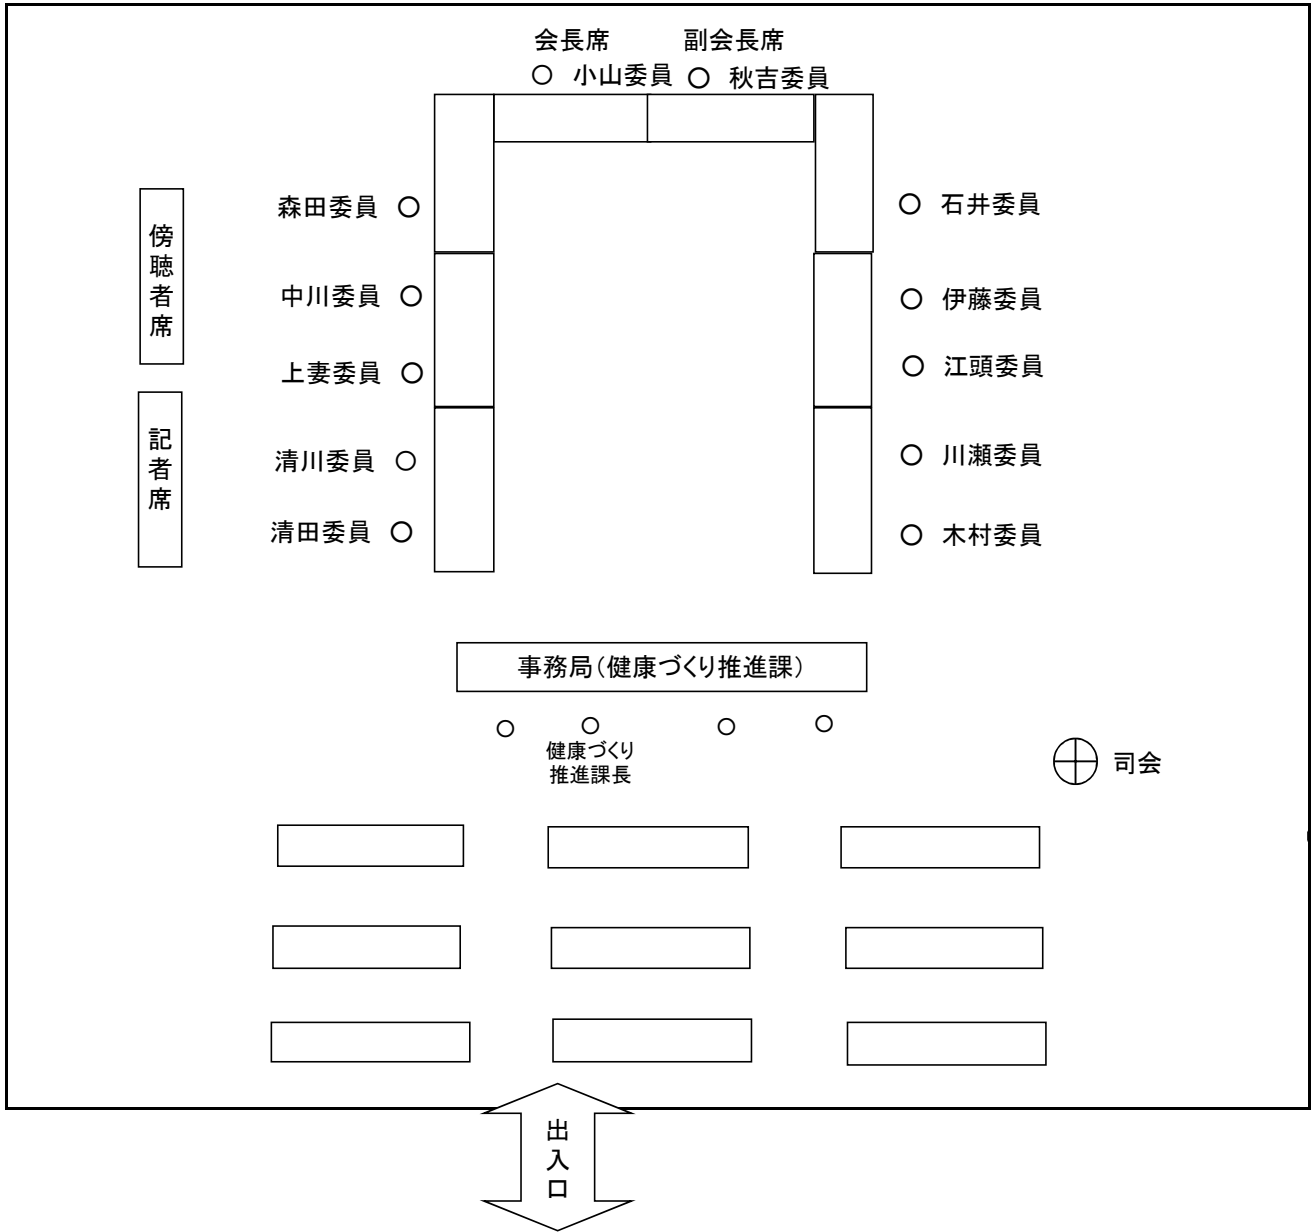 会長席 副会長席
○ 小山委員 ○ 秋吉委員
森田委員 ○
○ 石井委員
中川委員 ○
○ 伊藤委員
上妻委員 ○
○ 江頭委員
清川委員 ○
○ 川瀬委員
清田委員 ○
○ 木村委員
傍聴者席
記者席
事務局(健康づくり推進課)
○ ○ ○ ○
健康づくり
推進課長
司会
出入口